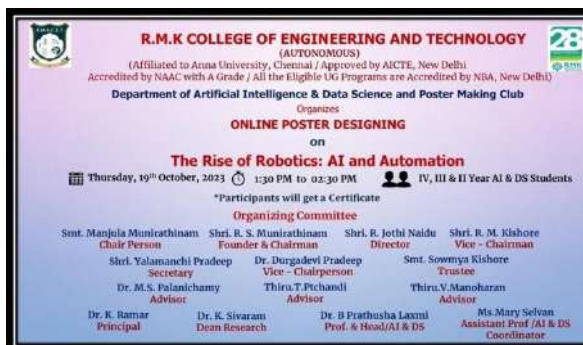 R.M.K COLLEGE OF ENGINEERING AND TECHNOLOGY
(AUTONOMOUS)
(Affiliated to Anna University, Chennai / Approved by AICTE, New Delhi
Accredited by NAAC with A Grade / All the Eligible UG Programs are Accredited by NBA, New Delhi)
28
Department of Artificial Intelligence & Data Science and Poster Making Club
Organizes
ONLINE POSTER DESIGNING
on
The Rise of Robotics: AI and Automation
Thursday, 19th October, 2023 1:30 PM to 02:30 PM IV, III & II Year AI & DS Students
*Participants will get a Certificate
Organizing Committee
Smt. Manjula Munirathinam Shri. R. S. Munirathinam Shri. R. Jothi Naidu Shri. R. M. Kishore
Chair Person Founder & Chairman Director Vice - Chairman
Shri. Yalamanchi Pradeep Dr. Durgadevi Pradeep Smt. Sowmya Kishore
Secretary Vice - Chairperson Trustee
Dr. M.S. Palanichamy Thiru.T.Pichandi Thiru.V.Manoharan
Advisor Advisor Advisor
Dr. K. Ramar Dr. K. Sivaram Dr. B Prathusha Laxmi Ms.Mary Selvan
Principal Dean Research Prof. & Head/AI & DS Assistant Prof /AI & DS
Coordinator